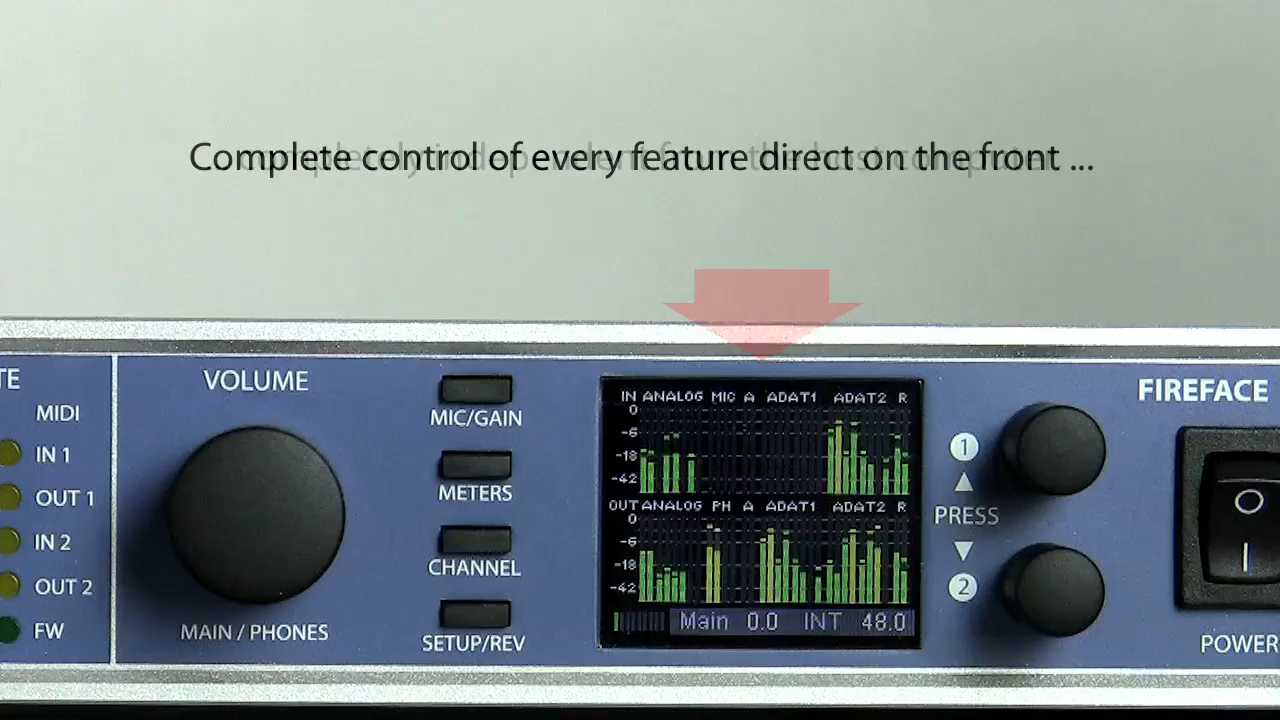 Complete control of every feature direct on the front ...
TE
MIDI
IN 1
OUT 1
IN 2
OUT 2
FW
VOLUME
MAIN / PHONES
MIC/GAIN
METERS
CHANNEL
SETUP/REV
IN ANALOG MIC A ADAT1 ADAT2 R
0
-6
-18
-42
OUT ANALOG PH A ADAT1 ADAT2 R
0
-6
-18
-42
Main 0.0 INT 48.0
1
PRESS
2
FIREFACE
POWER